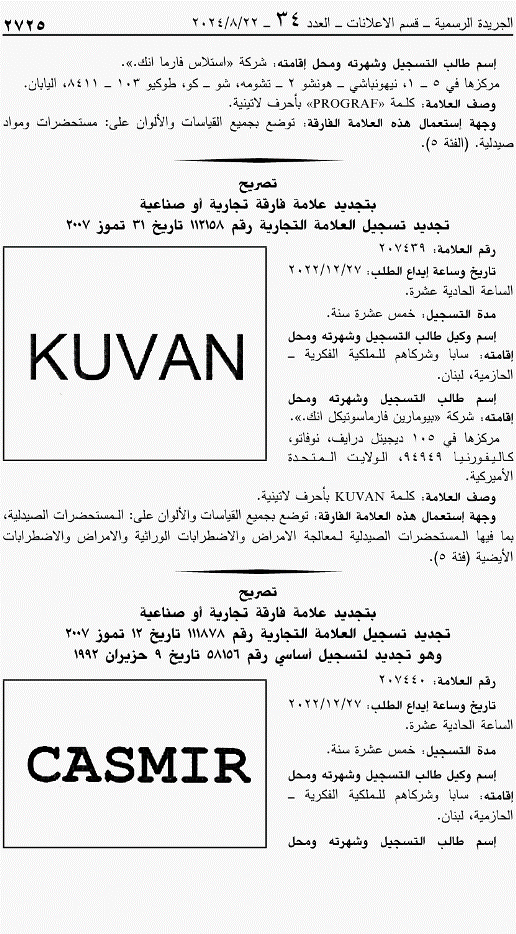 الجريدة الرسمية ـ قسم الاعلانات ـ العدد ٣٤ ـ ٢٠٢٤/٨/٢٢
٢٧٢٥
إسم طالب التسجيل وشهرته ومحل إقامته: شركة «استلاس فارما انك.».
مركزها في ٥ ـ ١، نيهونباشي ـ هونشو ٢ ـ تشومه، شو ـ كو، طوكيو ١٠٣ ـ ٨٤١١، اليابان.
وصف العلامة: كلمة «PROGRAF» بأحرف لاتينية.
وجهة إستعمال هذه العلامة الفارقة: توضع بجميع القياسات والألوان على: مستحضرات ومواد
صيدلية. (الفئة ٥).
تصريح
بتجديد علامة فارقة تجارية أو صناعية
تجديد تسجيل العلامة التجارية رقم ١١٢١٥٨ تاريخ ٣١ تموز ٢٠٠٧
رقم العلامة: ٢٠٧٤٣٩
تاريخ وساعة إيداع الطلب: ٢٠٢٢/١٢/٢٧
الساعة الحادية عشرة.
مدة التسجيل: خمس عشرة سنة.
إسم وكيل طالب التسجيل وشهرته ومحل
إقامته: سابا وشركاهم للملكية الفكرية ـ
الحازمية، لبنان.
إسم طالب التسجيل وشهرته ومحل
إقامته: شركة «بيومارين فارماسوتيكل انك.».
مركزها في ١٠٥ ديجيتل درايف، نوفاتو،
كاليفورنيا ٩٤٩٤٩، الولايت المتحدة
الأميركية.
KUVAN
وصف العلامة: كلمة KUVAN بأحرف لاتينية.
وجهة إستعمال هذه العلامة الفارقة: توضع بجميع القياسات والألوان على: المستحضرات الصيدلية،
بما فيها المستحضرات الصيدلية لمعالجة الامراض والاضطرابات الوراثية والامراض والاضطرابات
الأيضية (فئة ٥).
تصريح
بتجديد علامة فارقة تجارية أو صناعية
تجديد تسجيل العلامة التجارية رقم ١١١٨٧٨ تاريخ ١٢ تموز ٢٠٠٧
وهو تجديد لتسجيل أساسي رقم ٥٨١٥٦ تاريخ ٩ حزيران ١٩٩٢
رقم العلامة: ٢٠٧٤٤٠
تاريخ وساعة إيداع الطلب: ٢٠٢٢/١٢/٢٧
الساعة الحادية عشرة.
مدة التسجيل: خمس عشرة سنة.
إسم وكيل طالب التسجيل وشهرته ومحل
إقامته: سابا وشركاهم للملكية الفكرية ـ
الحازمية، لبنان.
إسم طالب التسجيل وشهرته ومحل
CASMIR